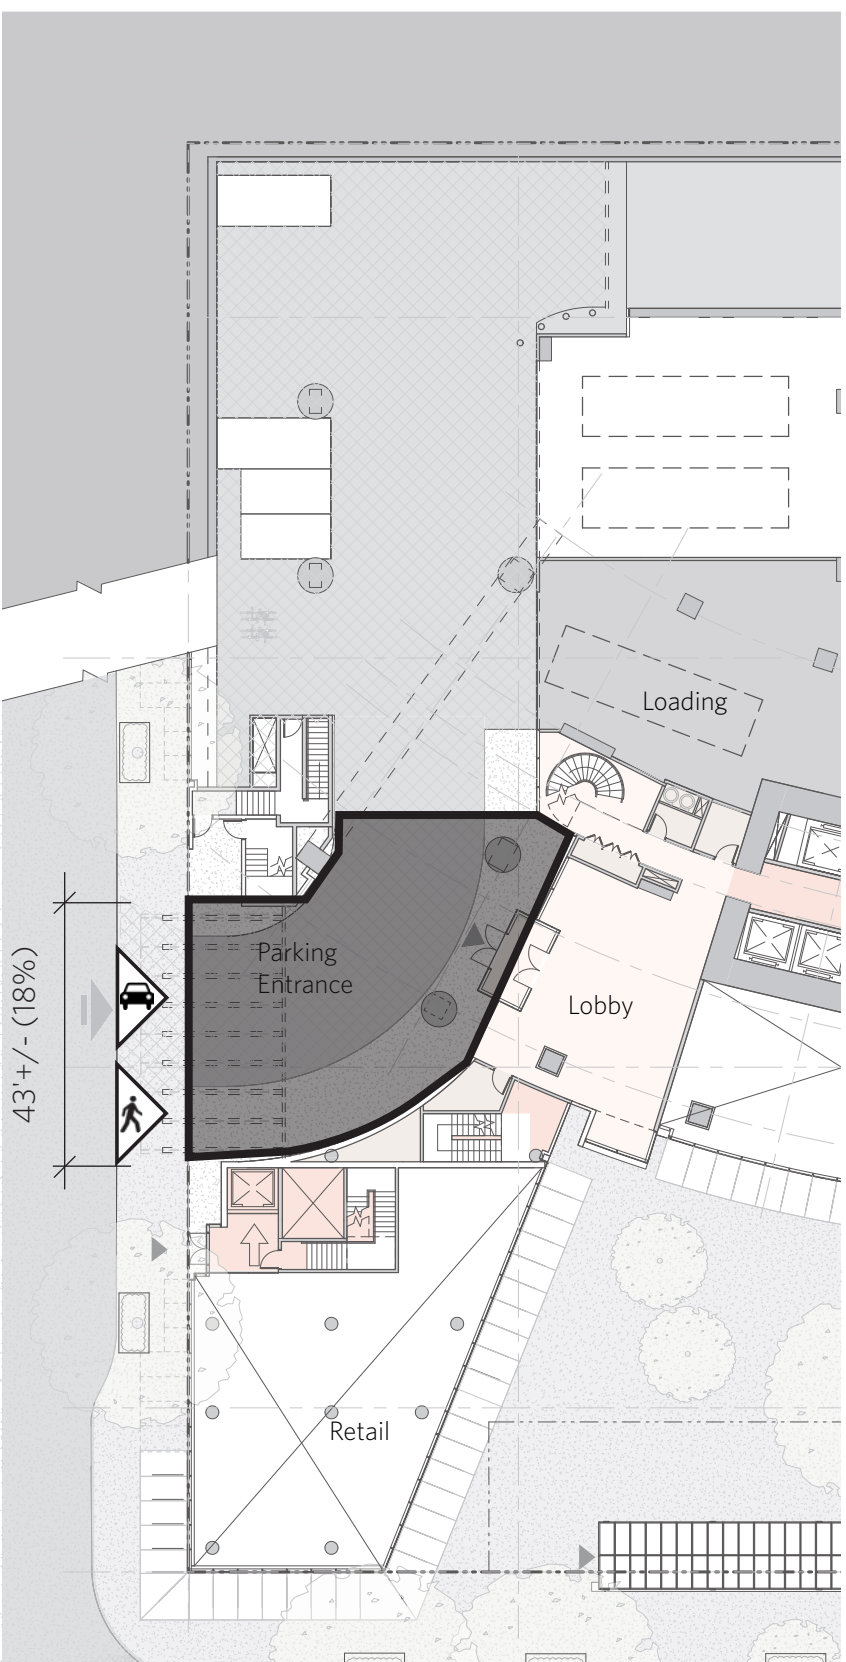 Loading
Parking
Entrance
Lobby
43'+/- (18%)
Retail